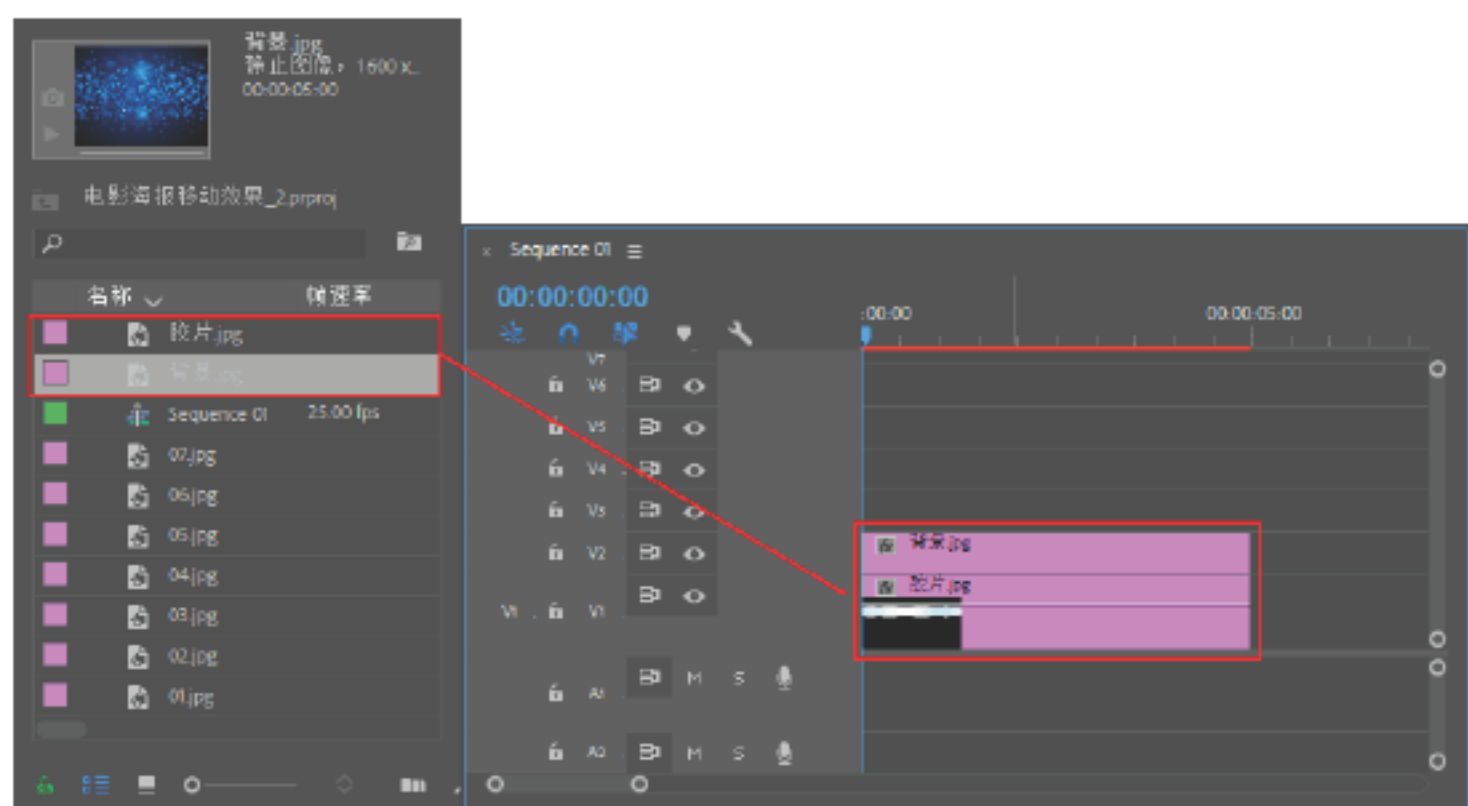 背景.jpg
静止图像，1600 x...
00:00:05:00
电影海报移动效果_2.prproj
名称 帧速率
胶片.jpg
背景.jpg
Sequence 01 25.00 fps
07.jpg
06.jpg
05.jpg
04.jpg
03.jpg
02.jpg
01.jpg
× Sequence 01
00:00:00:00
:00:00 00:00:05:00
V7
V6
V5
V4
V3
V2 背景.jpg
胶片.jpg
V1 V1
A1 M S
A2 M S